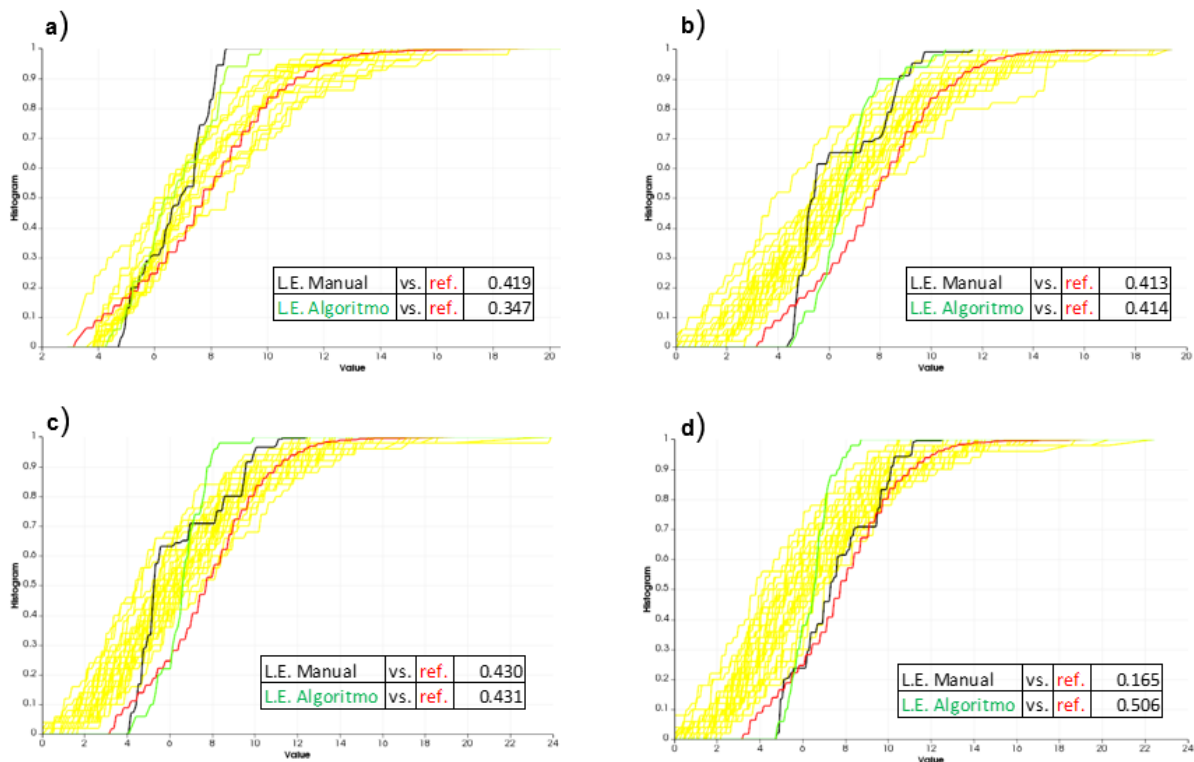 a)
1
0.9
0.8
0.7
0.6
0.5
0.4
0.3
0.2
0.1
0
Histogram
2 4 6 8 10 12 14 16 18 20
Value
L.E. Manual vs. ref. 0.419
L.E. Algoritmo vs. ref. 0.347
b)
1
0.9
0.8
0.7
0.6
0.5
0.4
0.3
0.2
0.1
0
Histogram
0 2 4 6 8 10 12 14 16 18 20
Value
L.E. Manual vs. ref. 0.413
L.E. Algoritmo vs. ref. 0.414
c)
1
0.9
0.8
0.7
0.6
0.5
0.4
0.3
0.2
0.1
0
Histogram
0 2 4 6 8 10 12 14 16 18 20 22 24
Value
L.E. Manual vs. ref. 0.430
L.E. Algoritmo vs. ref. 0.431
d)
1
0.9
0.8
0.7
0.6
0.5
0.4
0.3
0.2
0.1
0
Histogram
0 2 4 6 8 10 12 14 16 18 20 22 24
Value
L.E. Manual vs. ref. 0.165
L.E. Algoritmo vs. ref. 0.506